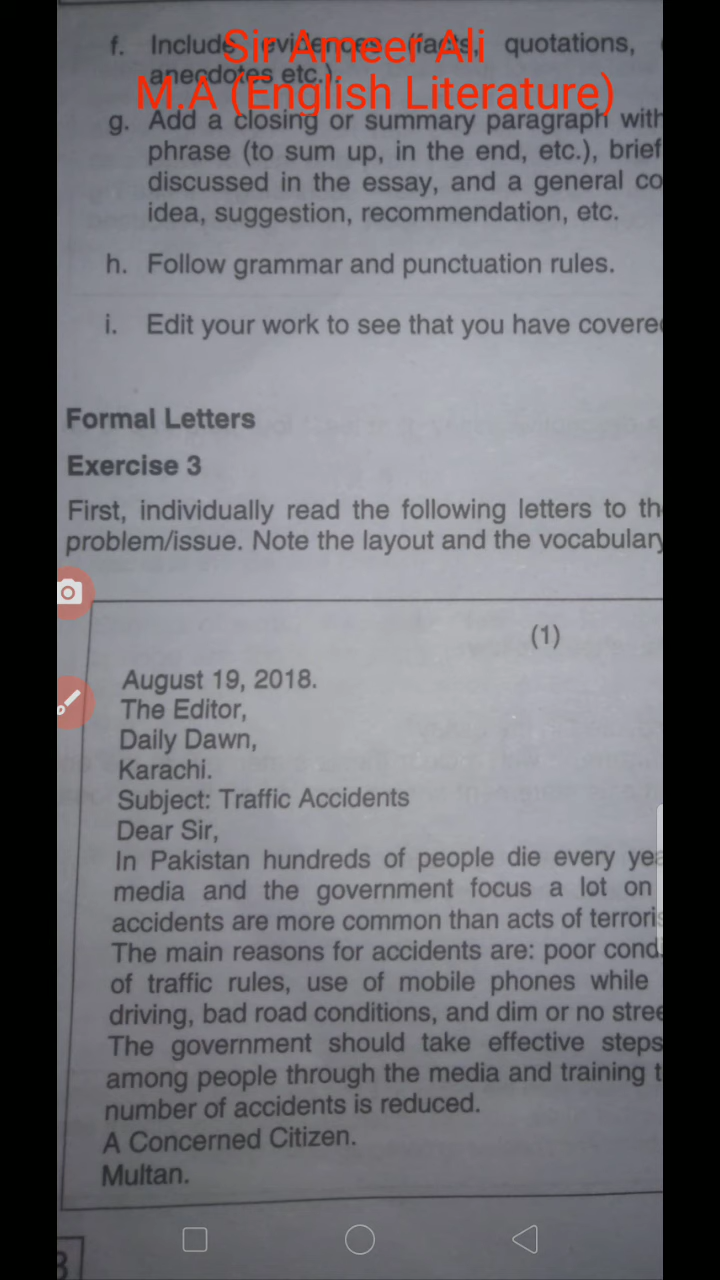 Sir Ameer Ali
M.A (English Literature)
f. Include evidences (facts, quotations,
anecdotes etc.).
g. Add a closing or summary paragraph with
phrase (to sum up, in the end, etc.), brief
discussed in the essay, and a general co
idea, suggestion, recommendation, etc.
h. Follow grammar and punctuation rules.
i. Edit your work to see that you have covere
Formal Letters
Exercise 3
First, individually read the following letters to th
problem/issue. Note the layout and the vocabulary
(1)
August 19, 2018.
The Editor,
Daily Dawn,
Karachi.
Subject: Traffic Accidents
Dear Sir,
In Pakistan hundreds of people die every yea
media and the government focus a lot on
accidents are more common than acts of terroris
The main reasons for accidents are: poor cond
of traffic rules, use of mobile phones while
driving, bad road conditions, and dim or no stree
The government should take effective steps
among people through the media and training t
number of accidents is reduced.
A Concerned Citizen.
Multan.